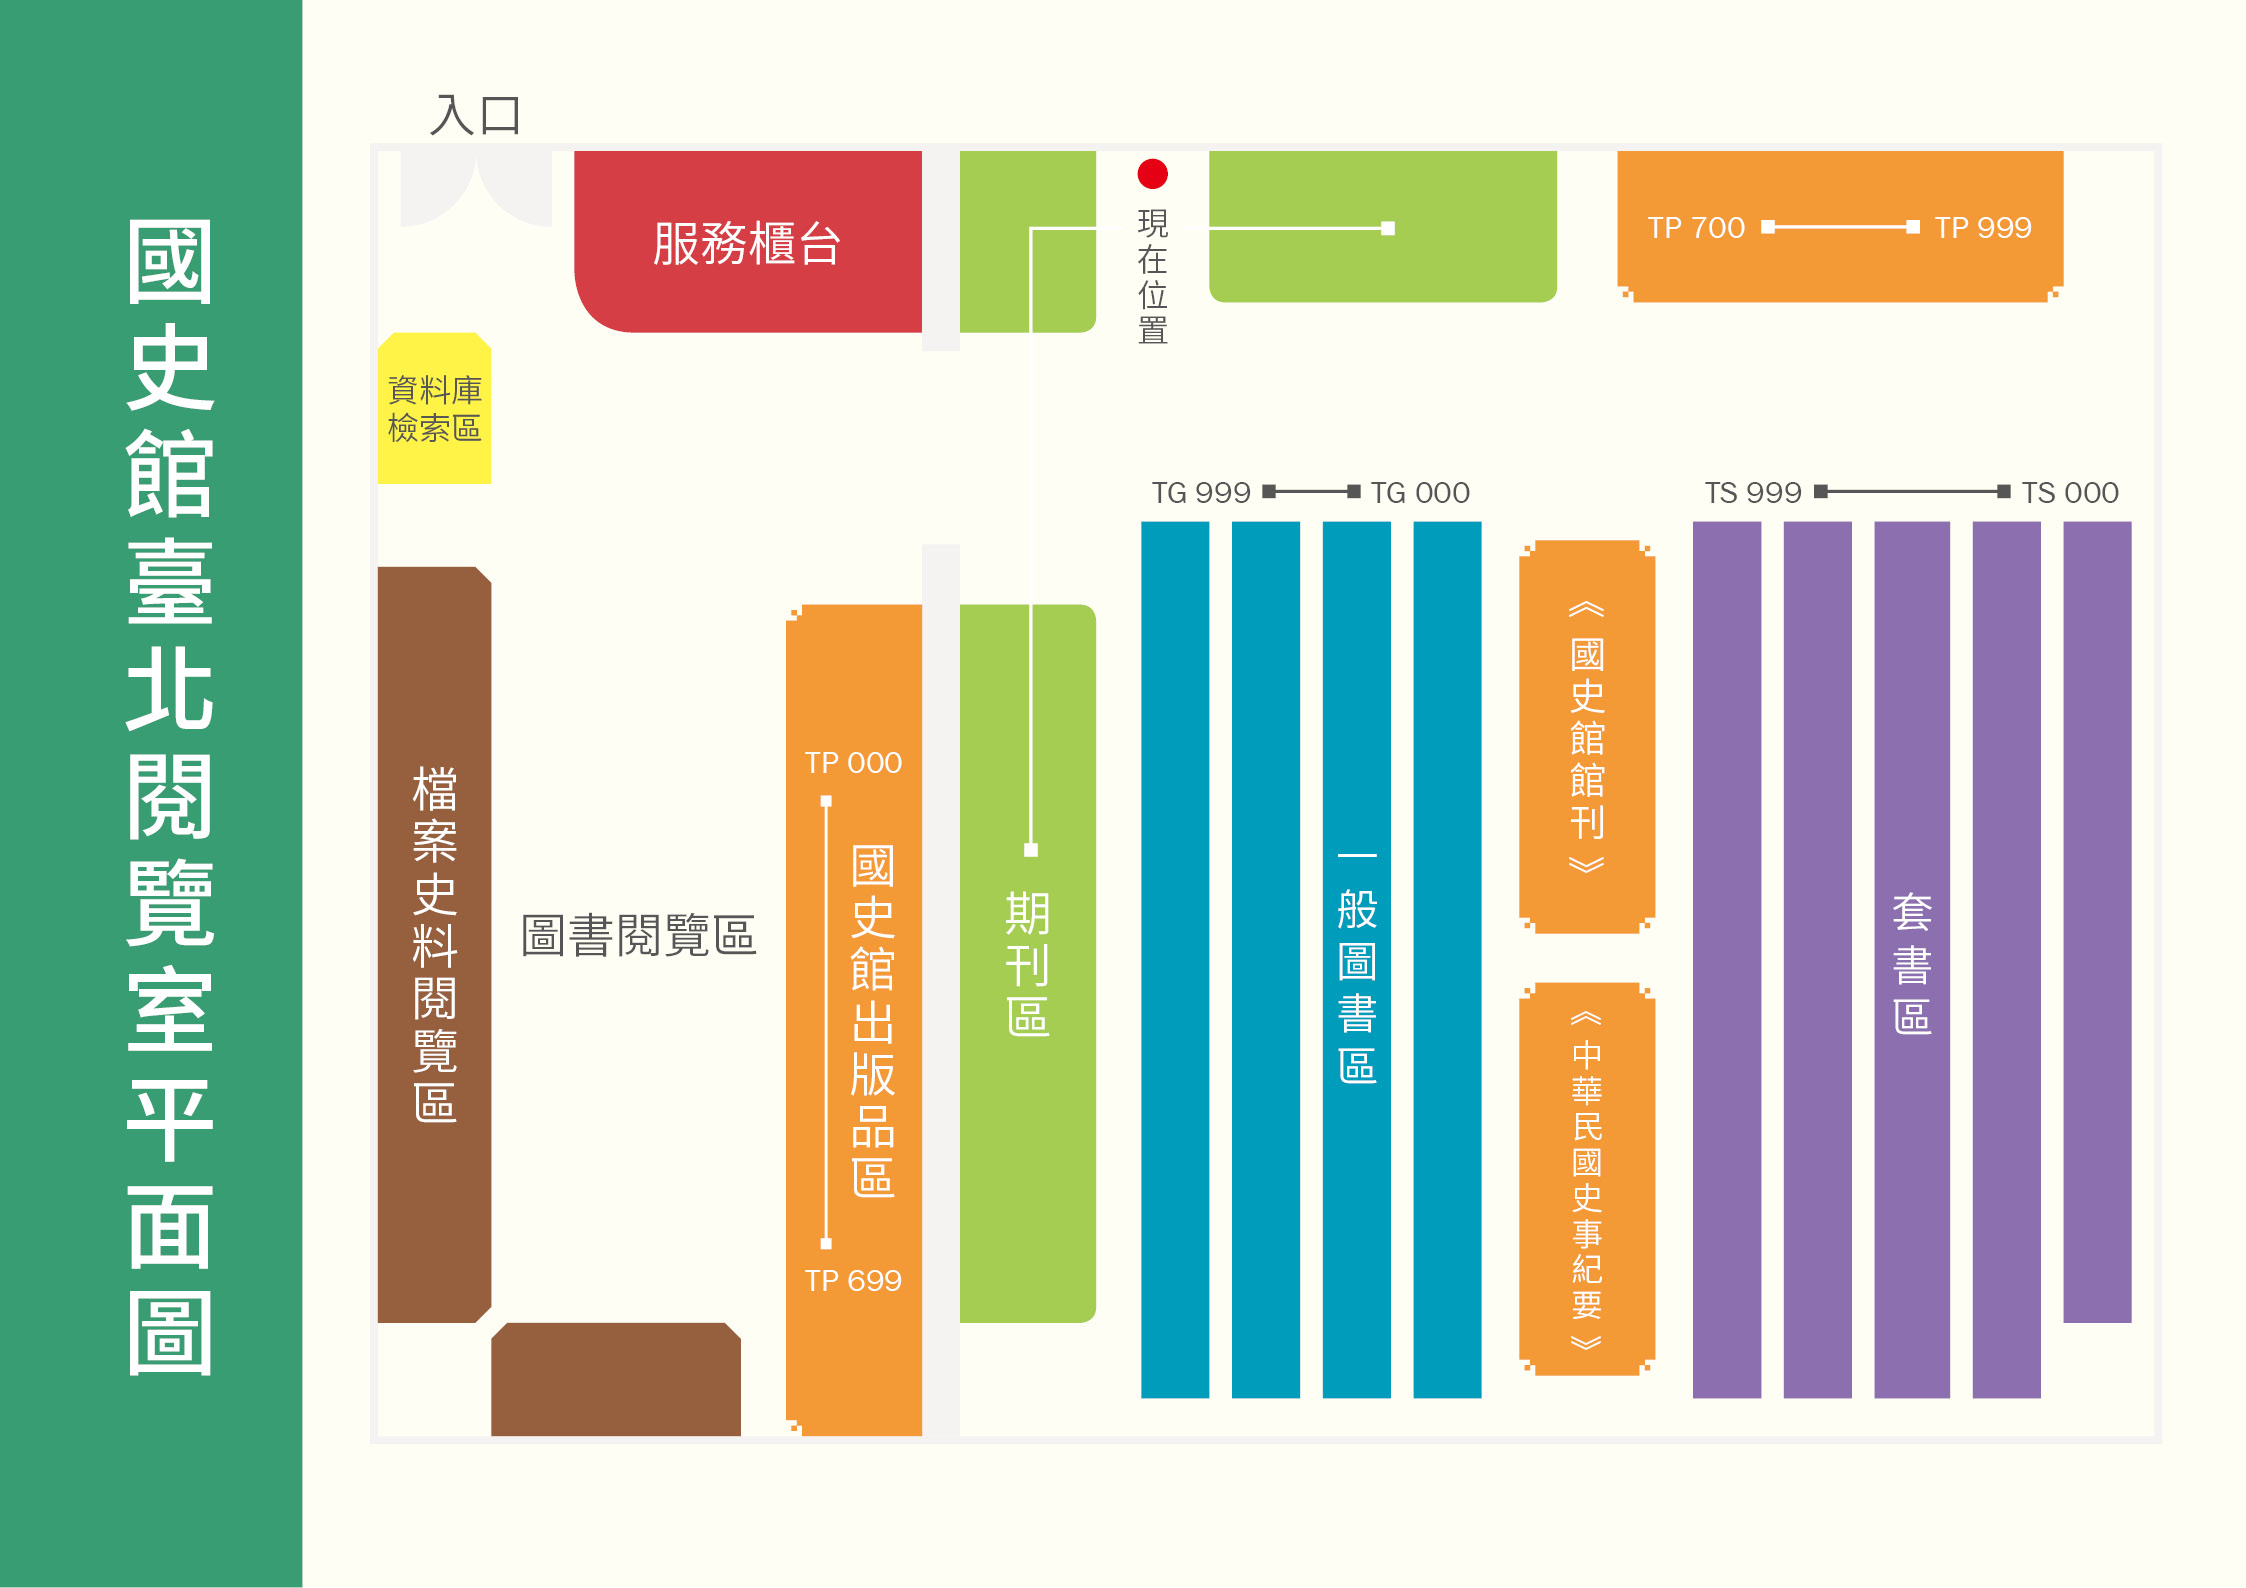 國史館臺北閱覽室平面圖
入口
服務櫃台
現在位置
TP 700 TP 999
資料庫
檢索區
TG 999 TG 000
TS 999 TS 000
檔案史料閱覽區
圖書閱覽區
TP 000
TP 699
國史館出版品區
期刊區
一般圖書區
《國史館館刊》
《中華民國史事紀要》
套書區